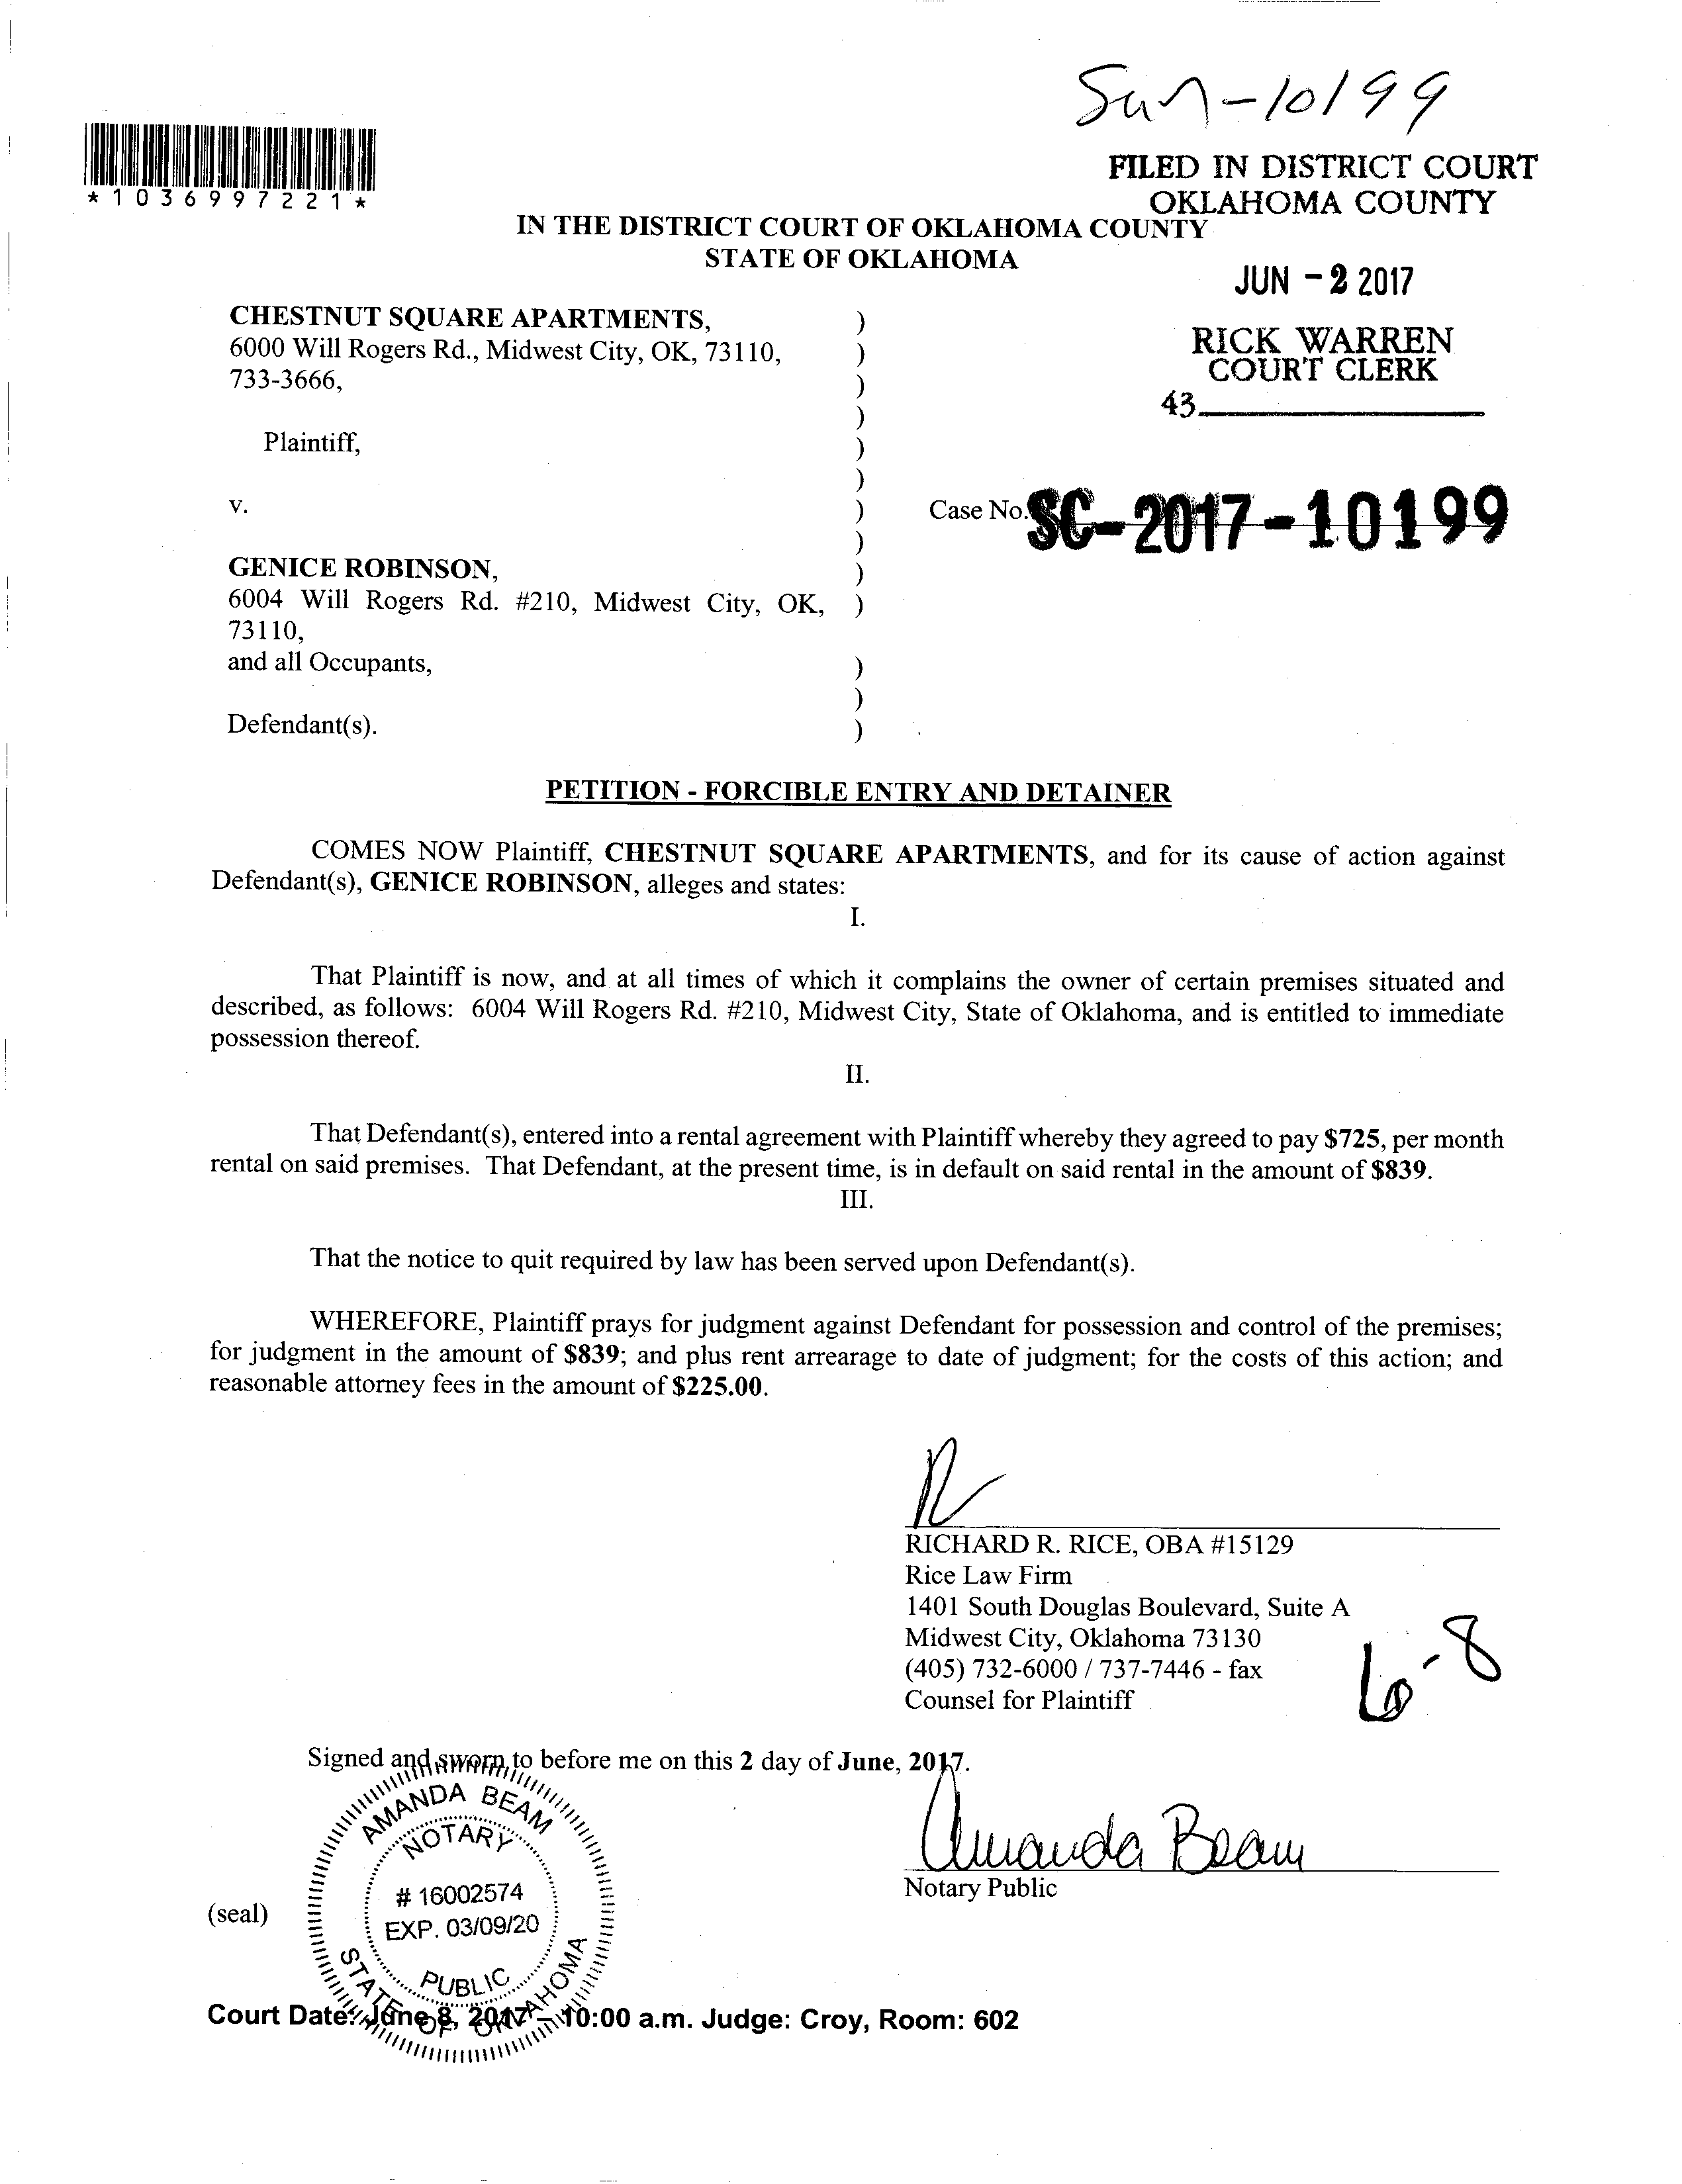 Sun-10199
*1036997221*
FILED IN DISTRICT COURT
OKLAHOMA COUNTY
IN THE DISTRICT COURT OF OKLAHOMA COUNTY
STATE OF OKLAHOMA
JUN - 2 2017
RICK WARREN
COURT CLERK
43
CHESTNUT SQUARE APARTMENTS, )
6000 Will Rogers Rd., Midwest City, OK, 73110, )
733-3666, )
)
Plaintiff, )
)
v. )
Case No. SC-2017-10199
)
GENICE ROBINSON, )
6004 Will Rogers Rd. #210, Midwest City, OK, )
73110,
and all Occupants, )
)
Defendant(s). )
PETITION - FORCIBLE ENTRY AND DETAINER
COMES NOW Plaintiff, CHESTNUT SQUARE APARTMENTS, and for its cause of action against
Defendant(s), GENICE ROBINSON, alleges and states:
I.
That Plaintiff is now, and at all times of which it complains the owner of certain premises situated and
described, as follows: 6004 Will Rogers Rd. #210, Midwest City, State of Oklahoma, and is entitled to immediate
possession thereof.
II.
That Defendant(s), entered into a rental agreement with Plaintiff whereby they agreed to pay $725, per month
rental on said premises. That Defendant, at the present time, is in default on said rental in the amount of $839.
III.
That the notice to quit required by law has been served upon Defendant(s).
WHEREFORE, Plaintiff prays for judgment against Defendant for possession and control of the premises;
for judgment in the amount of $839; and plus rent arrearage to date of judgment; for the costs of this action; and
reasonable attorney fees in the amount of $225.00.
RICHARD R. RICE, OBA #15129
Rice Law Firm
1401 South Douglas Boulevard, Suite A
Midwest City, Oklahoma 73130
(405) 732-6000 / 737-7446 - fax
Counsel for Plaintiff
6-8
Signed and sworn to before me on this 2 day of June, 2017.
Amanda Beam
Notary Public
(seal)
AMANDA BEAM
NOTARY
# 16002574
EXP. 03/09/20
PUBLIC
STATE OF OKLAHOMA
Court Date: June 8, 2017 - 10:00 a.m. Judge: Croy, Room: 602